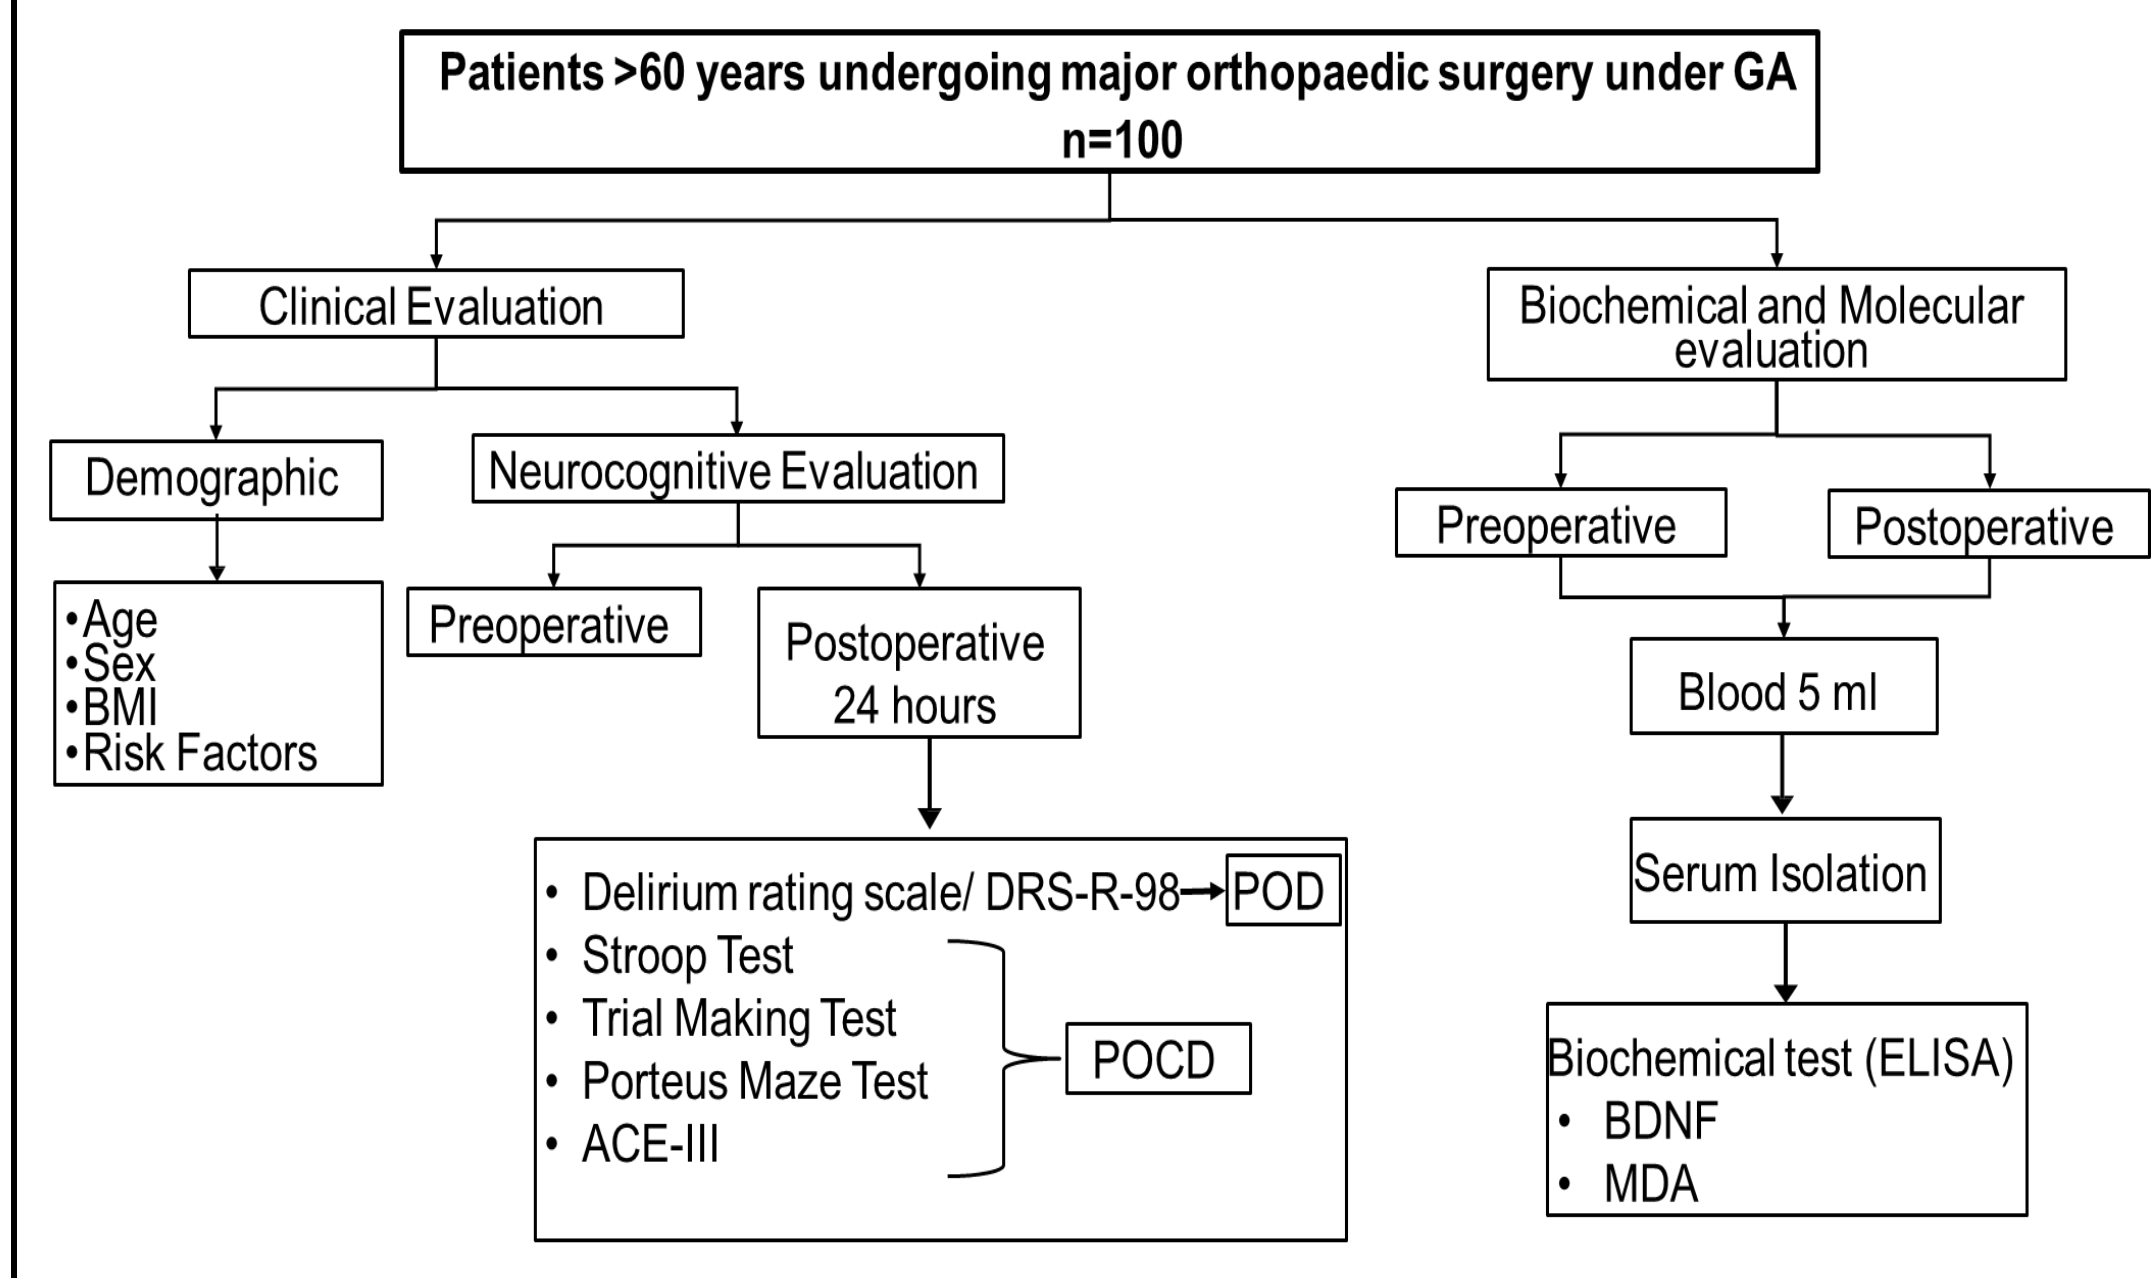 Patients >60 years undergoing major orthopaedic surgery under GA
n=100
Clinical Evaluation
Biochemical and Molecular
evaluation
Demographic
Neurocognitive Evaluation
Preoperative
Postoperative
•Age
•Sex
•BMI
•Risk Factors
Preoperative
Postoperative
24 hours
Blood 5 ml
• Delirium rating scale/ DRS-R-98
POD
• Stroop Test
• Trial Making Test
• Porteus Maze Test
• ACE-III
POCD
Serum Isolation
Biochemical test (ELISA)
• BDNF
• MDA